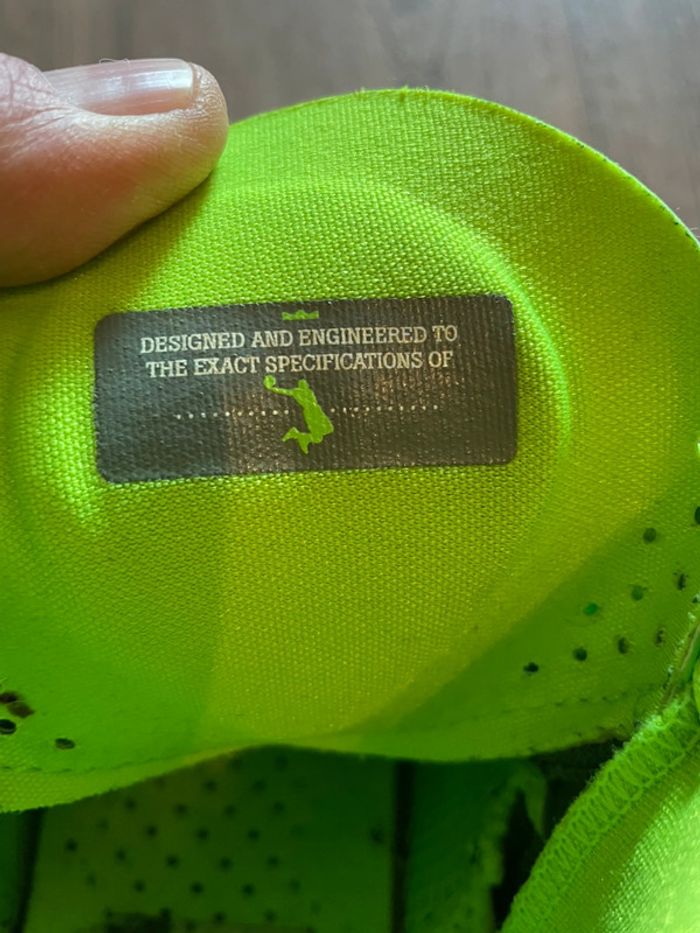 DESIGNED AND ENGINEERED TO
THE EXACT SPECIFICATIONS OF